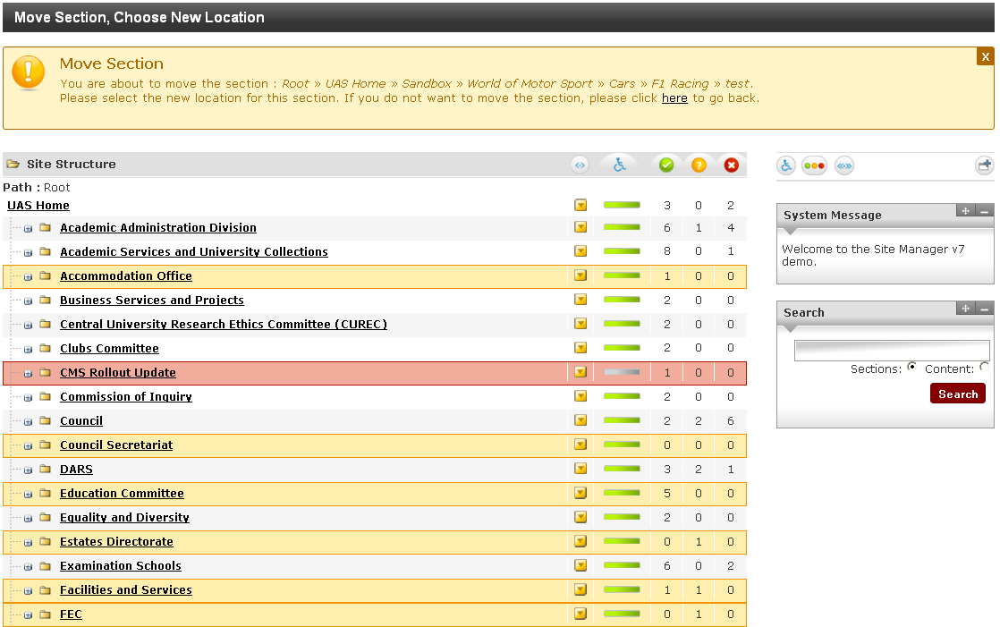 Move Section, Choose New Location
Move Section
You are about to move the section : Root » UAS Home » Sandbox » World of Motor Sport » Cars » F1 Racing » test.
Please select the new location for this section. If you do not want to move the section, please click here to go back.
X
Site Structure
Path : Root
UAS Home 3 0 2
Academic Administration Division 6 1 4
Academic Services and University Collections 8 0 1
Accommodation Office 1 0 0
Business Services and Projects 2 0 0
Central University Research Ethics Committee (CUREC) 2 0 0
Clubs Committee 2 0 0
CMS Rollout Update 1 0 0
Commission of Inquiry 2 0 0
Council 2 2 6
Council Secretariat 0 0 0
DARS 3 2 1
Education Committee 5 0 0
Equality and Diversity 2 0 0
Estates Directorate 0 1 0
Examination Schools 6 0 2
Facilities and Services 1 1 0
FEC 0 1 0
System Message
Welcome to the Site Manager v7
demo.
Search
Sections: Content:
Search